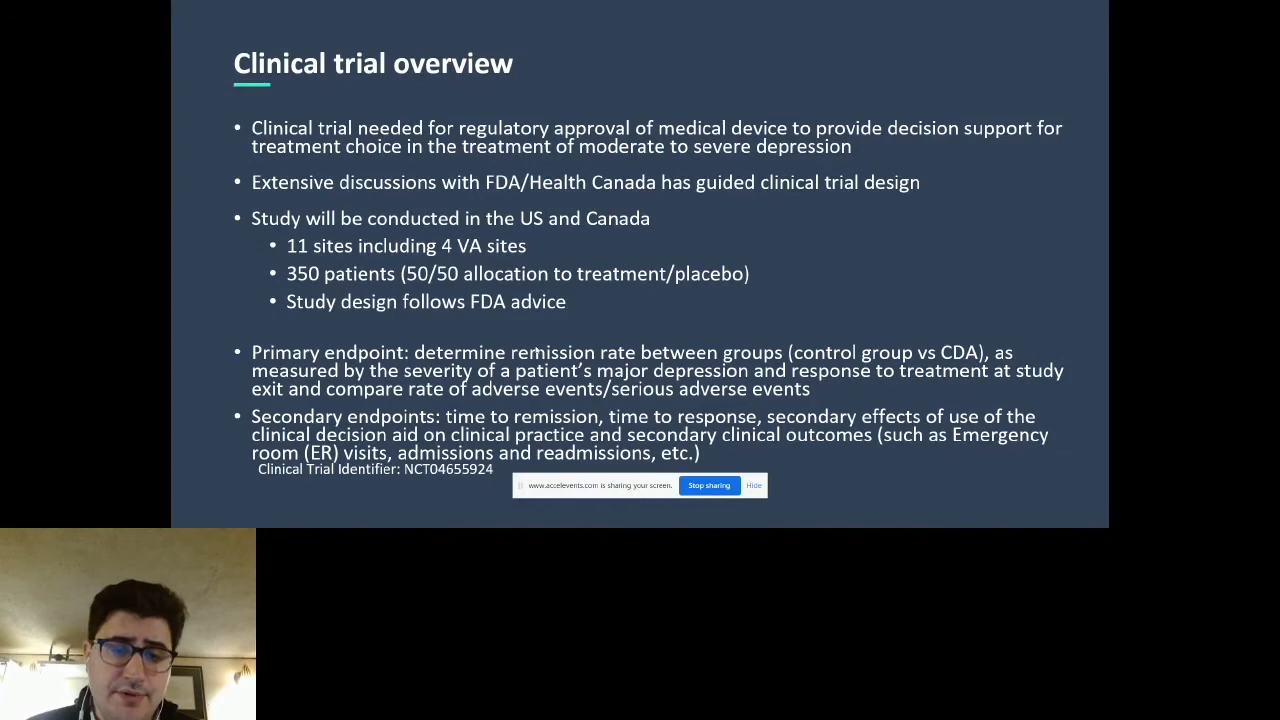 Clinical trial overview
• Clinical trial needed for regulatory approval of medical device to provide decision support for
treatment choice in the treatment of moderate to severe depression
• Extensive discussions with FDA/Health Canada has guided clinical trial design
• Study will be conducted in the US and Canada
• 11 sites including 4 VA sites
• 350 patients (50/50 allocation to treatment/placebo)
• Study design follows FDA advice
• Primary endpoint: determine remission rate between groups (control group vs CDA), as
measured by the severity of a patient's major depression and response to treatment at study
exit and compare rate of adverse events/serious adverse events
• Secondary endpoints: time to remission, time to response, secondary effects of use of the
clinical decision aid on clinical practice and secondary clinical outcomes (such as Emergency
room (ER) visits, admissions and readmissions, etc.)
Clinical Trial Identifier: NCT04655924
www.accelevents.com is sharing your screen. Stop sharing Hide